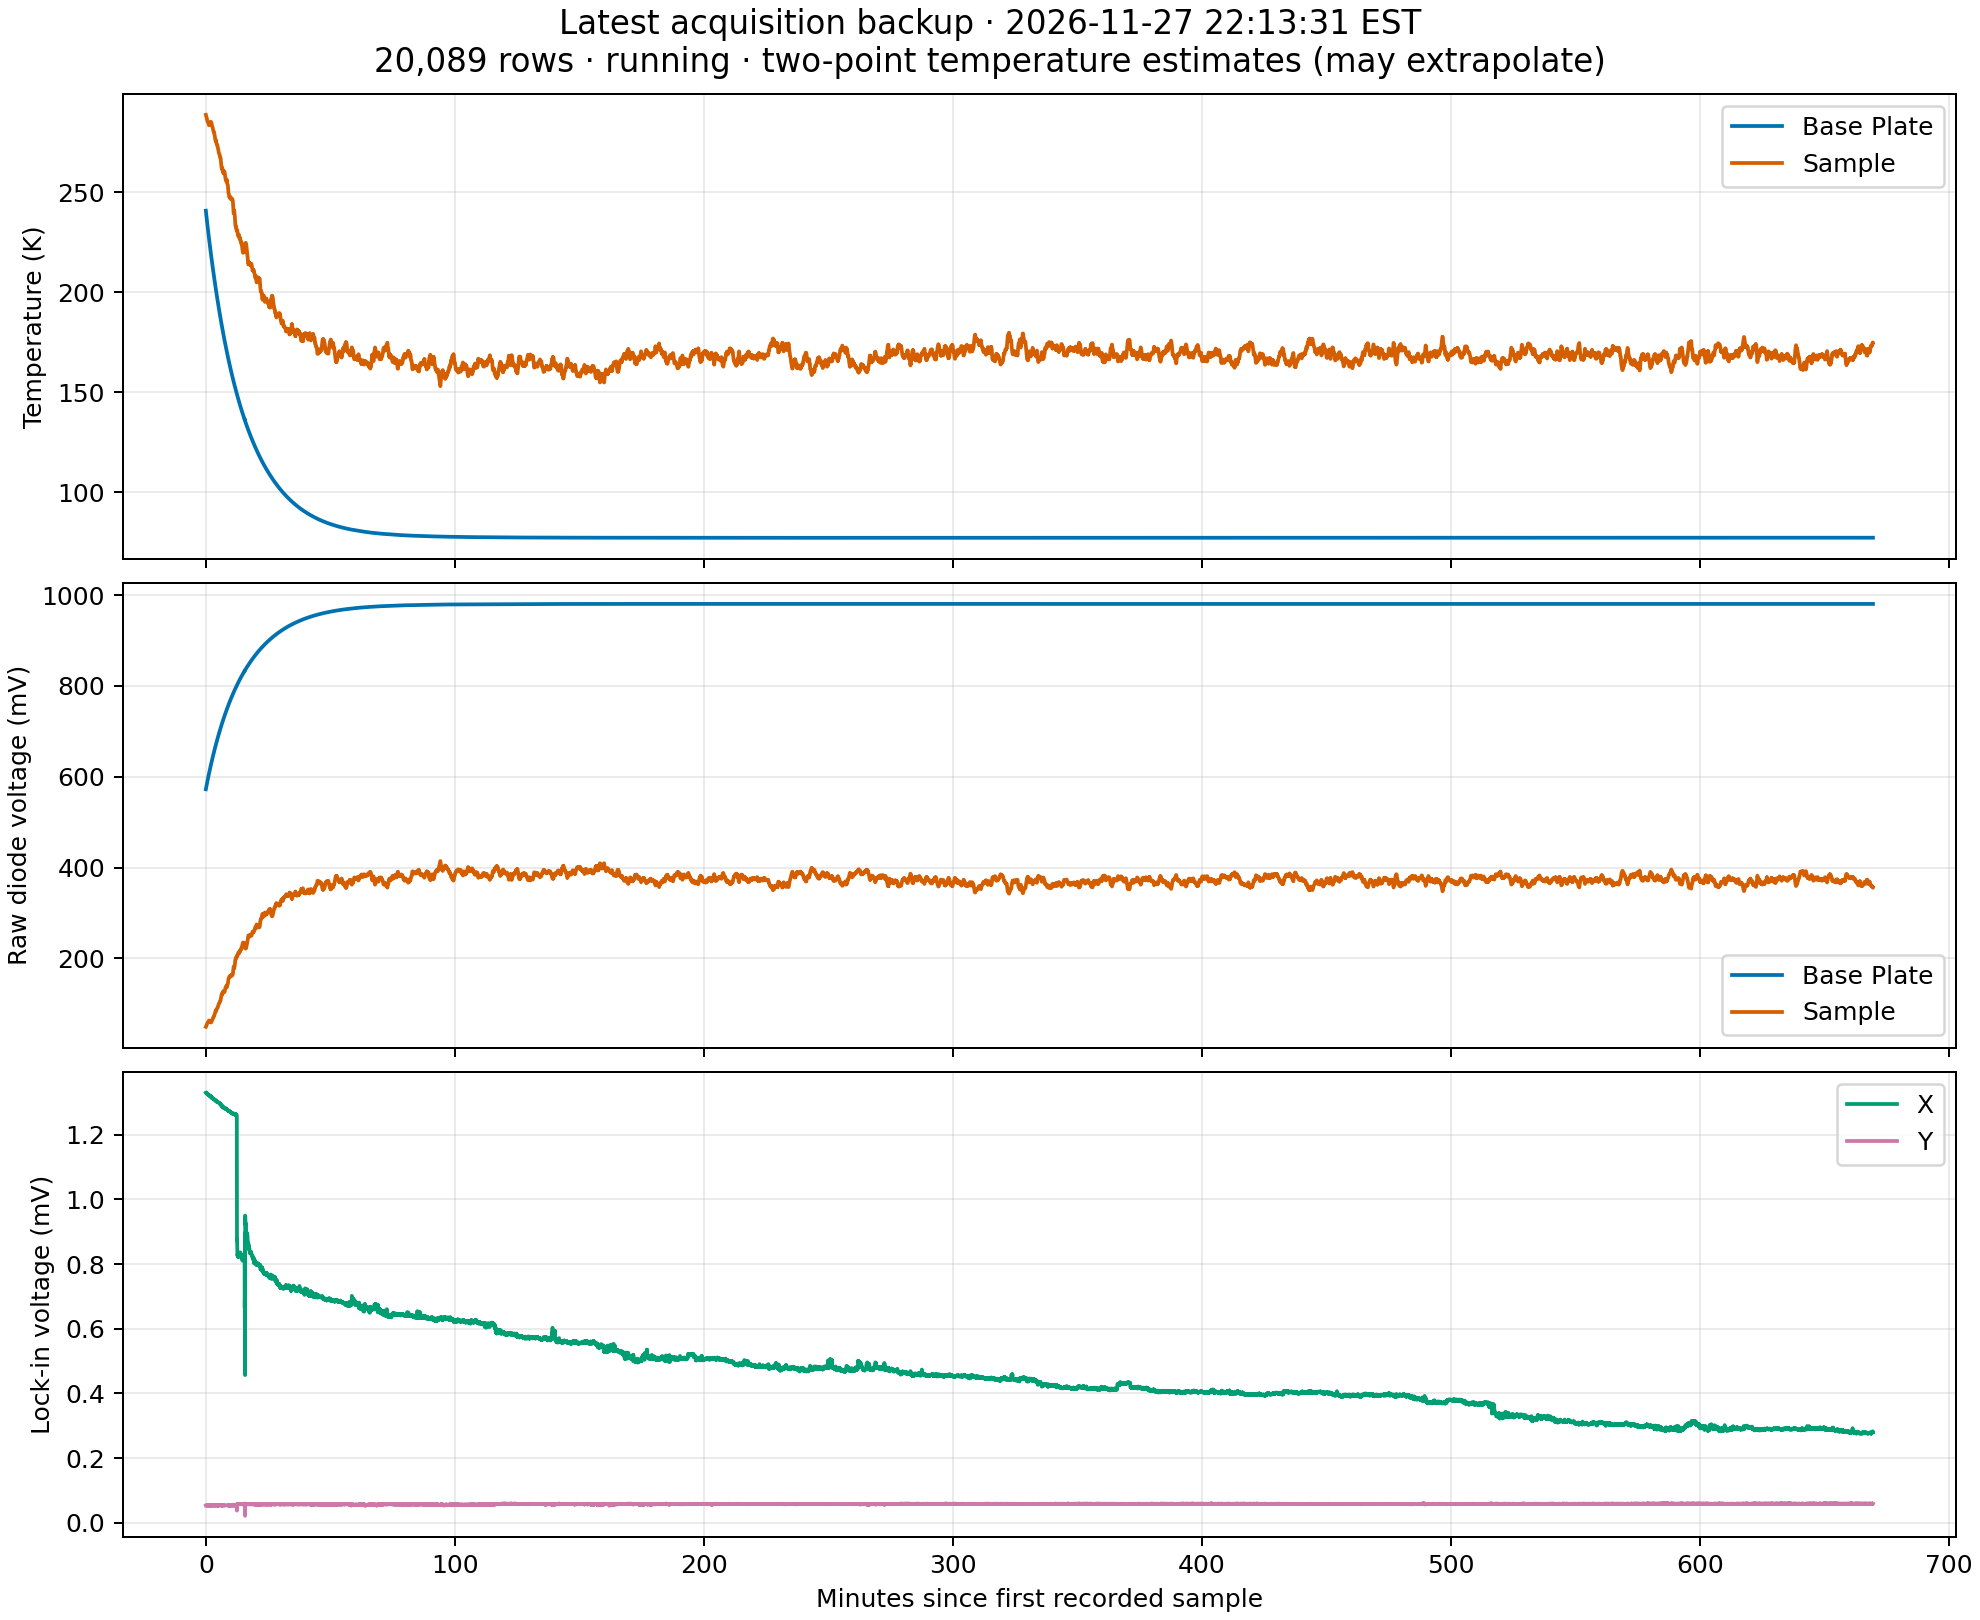 Latest acquisition backup · 2026-11-27 22:13:31 EST
20,089 rows · running · two-point temperature estimates (may extrapolate)
Temperature (K)
250
200
150
100
Base Plate
Sample
Raw diode voltage (mV)
1000
800
600
400
200
Base Plate
Sample
Lock-in voltage (mV)
1.2
1.0
0.8
0.6
0.4
0.2
0.0
X
Y
0 100 200 300 400 500 600 700
Minutes since first recorded sample